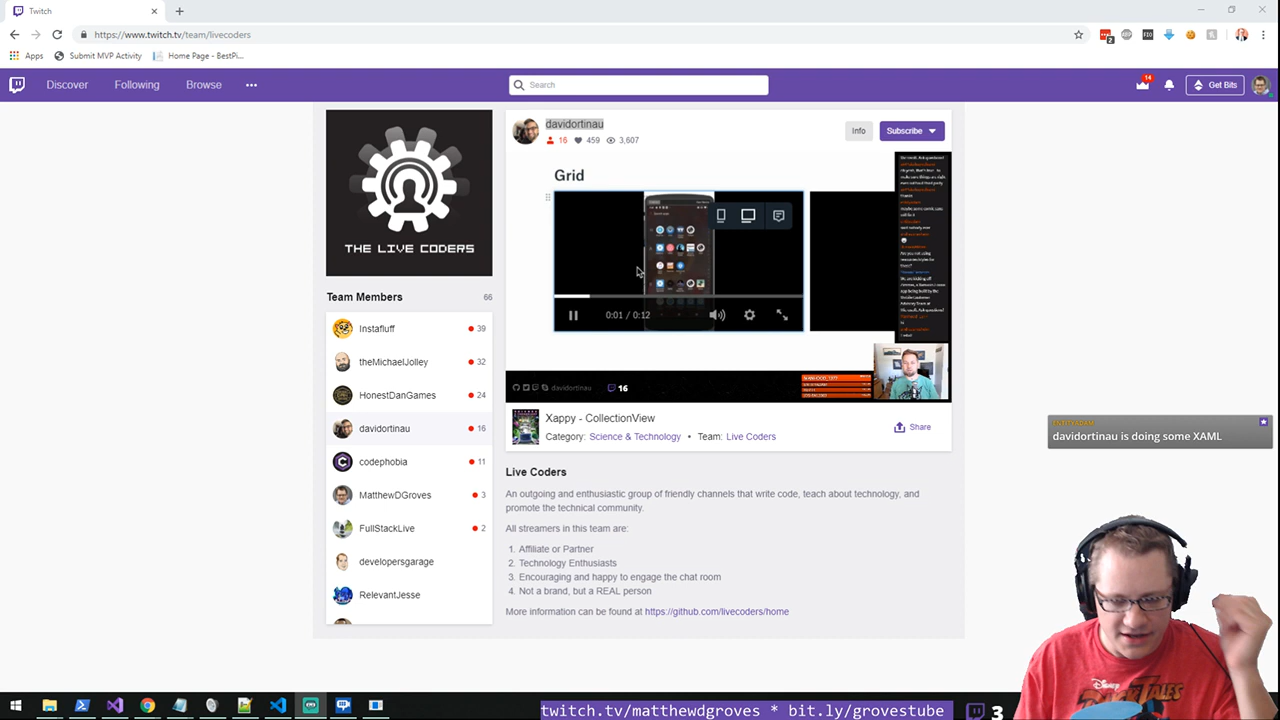 Twitch
https://www.twitch.tv/team/livecoders
Apps
Submit MVP Activity
Home Page - BestPi...
Discover
Following
Browse
Search
14
Get Bits
THE LIVE CODERS
Team Members
66
Instafluff
39
theMichaelJolley
32
HonestDanGames
24
davidortinau
16
codephobia
11
MatthewDGroves
3
FullStackLive
2
developersgarage
RelevantJesse
davidortinau
16
459
3,607
Info
Subscribe
Grid
0:01 / 0:12
davidortinau
16
Xappy - CollectionView
Category: Science & Technology • Team: Live Coders
Share
Live Coders
An outgoing and enthusiastic group of friendly channels that write code, teach about technology, and
promote the technical community.
All streamers in this team are:
1. Affiliate or Partner
2. Technology Enthusiasts
3. Encouraging and happy to engage the chat room
4. Not a brand, but a REAL person
More information can be found at https://github.com/livecoders/home
davidortinau is doing some XAML
DISNEY
twitch.tv/matthewdgroves * bit.ly/grovestube
3